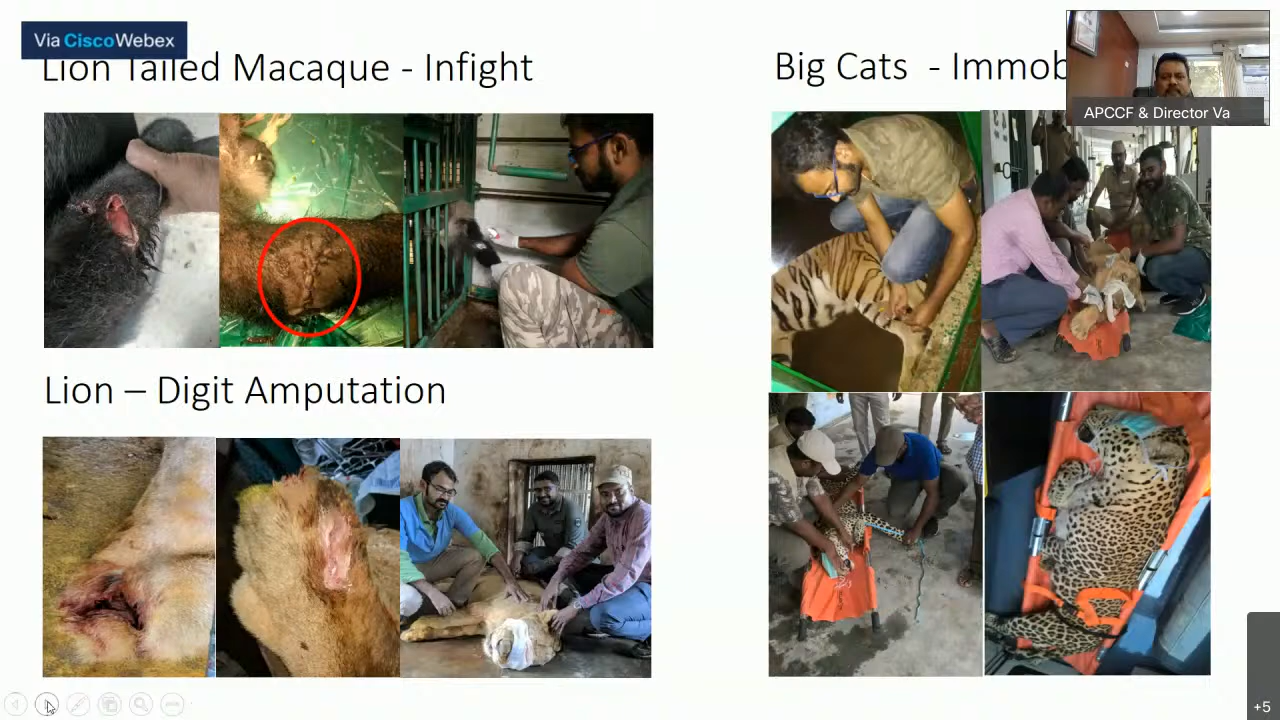 Via CiscoWebex
Lion Tailed Macaque - Infight
Big Cats - Immob
APCCF & Director Va
Lion – Digit Amputation
+5